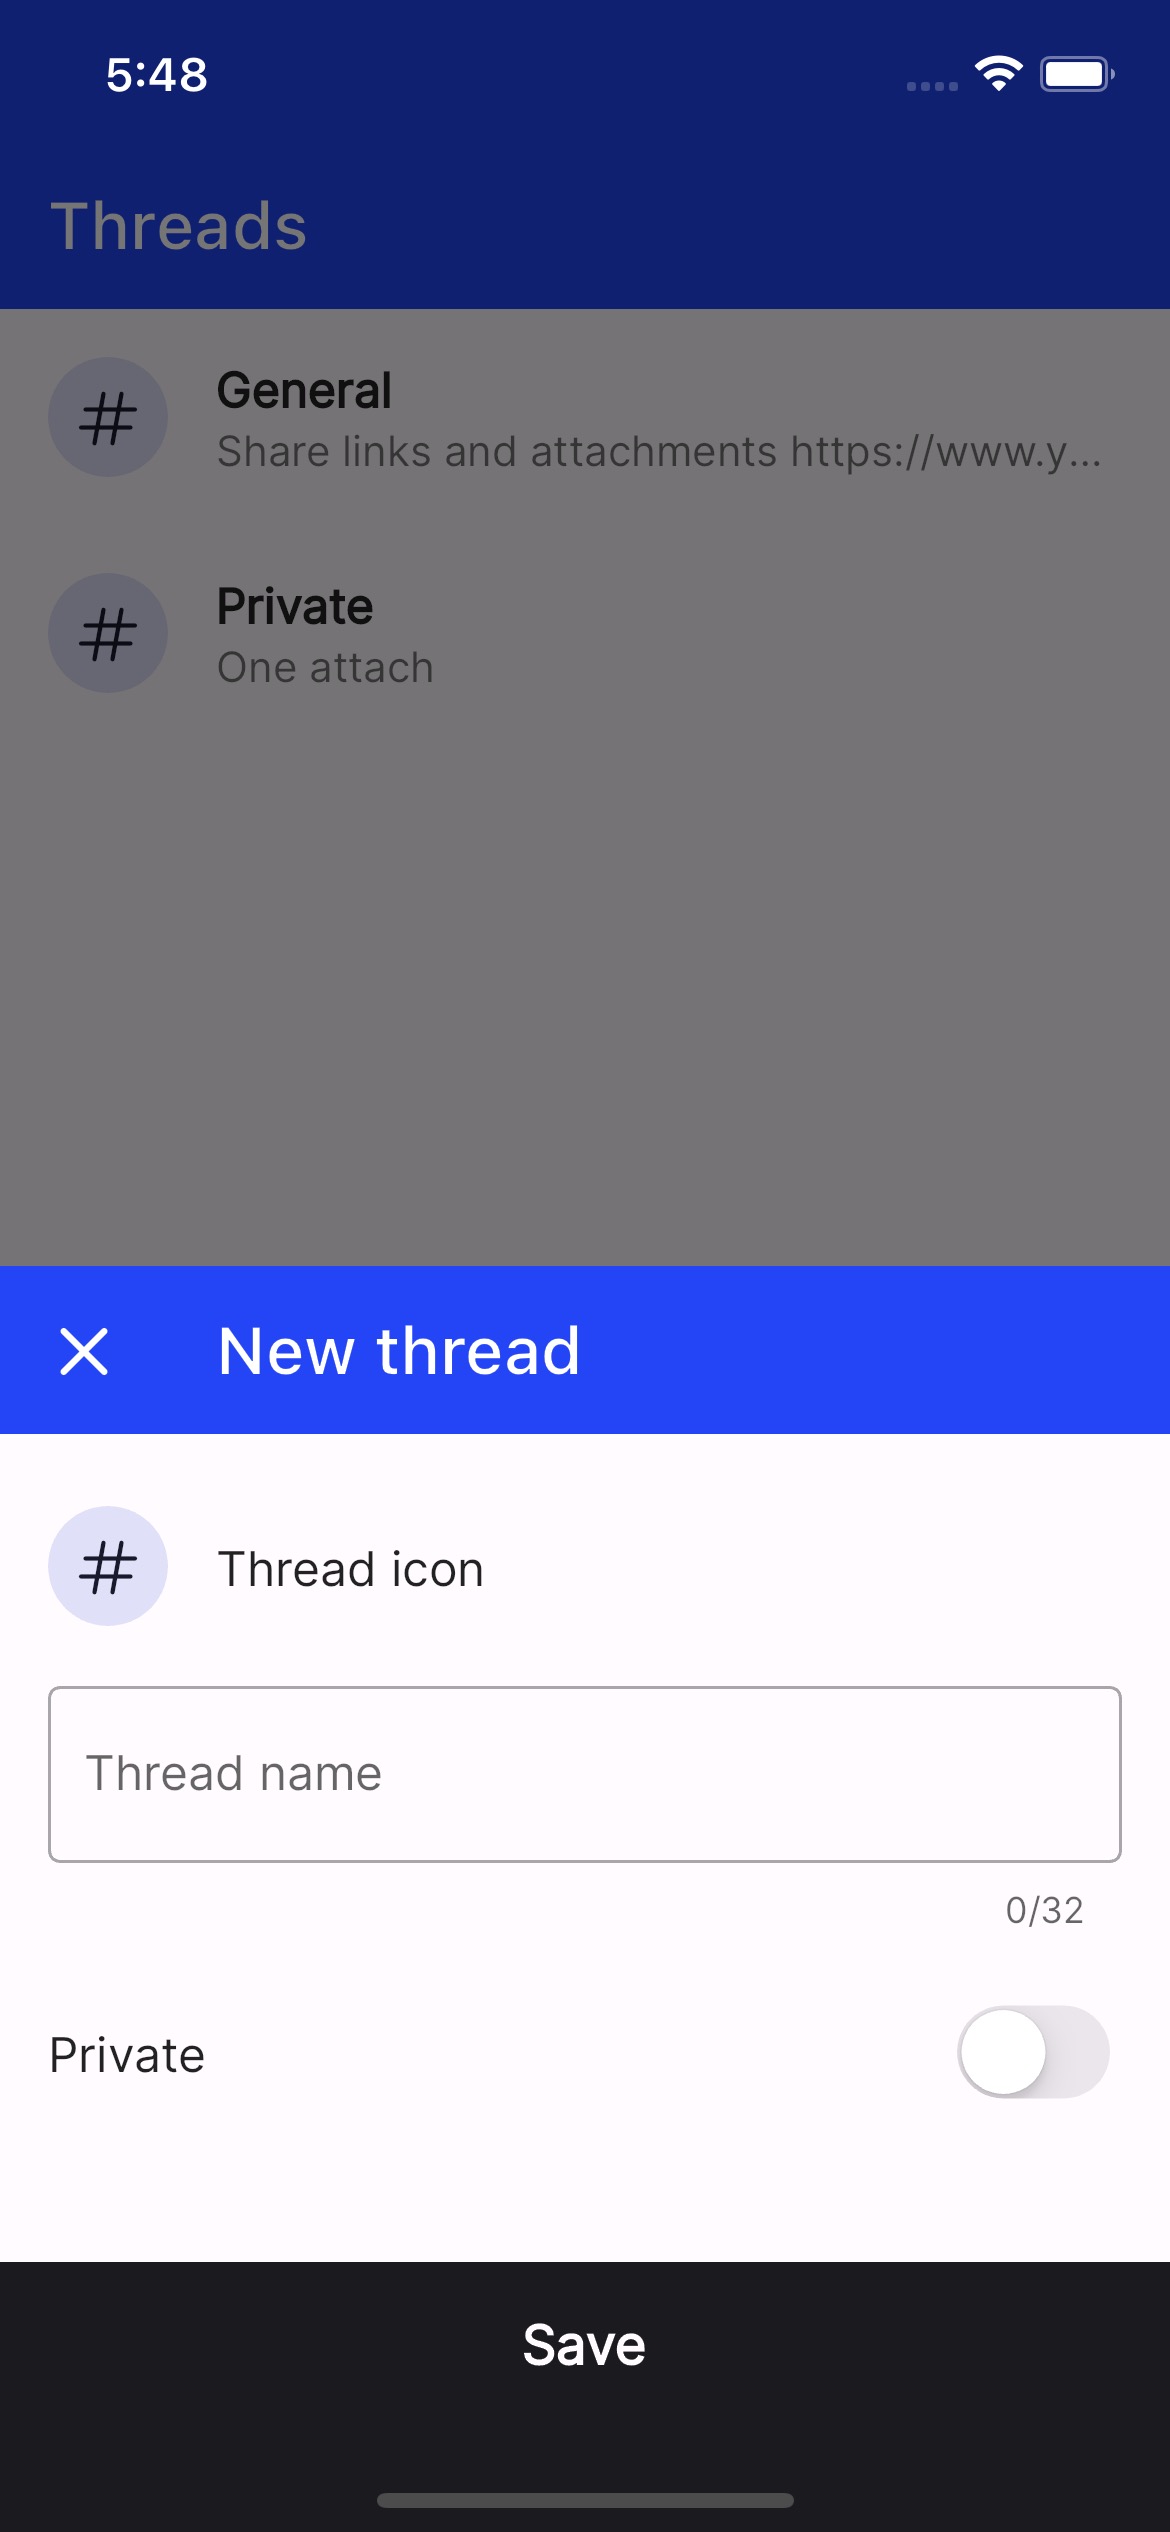 5:48
Threads
General
Share links and attachments https://www.y...
Private
One attach
New thread
Thread icon
Thread name
0/32
Private
Save